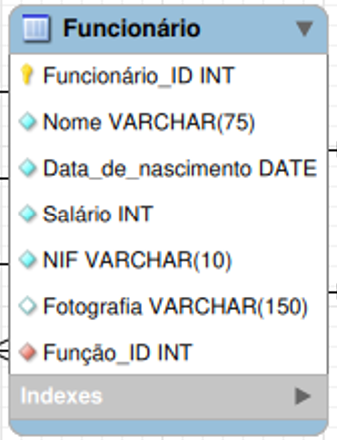 Funcionário
Funcionário_ID INT
Nome VARCHAR(75)
Data_de_nascimento DATE
Salário INT
NIF VARCHAR(10)
Fotografia VARCHAR(150)
Função_ID INT
Indexes